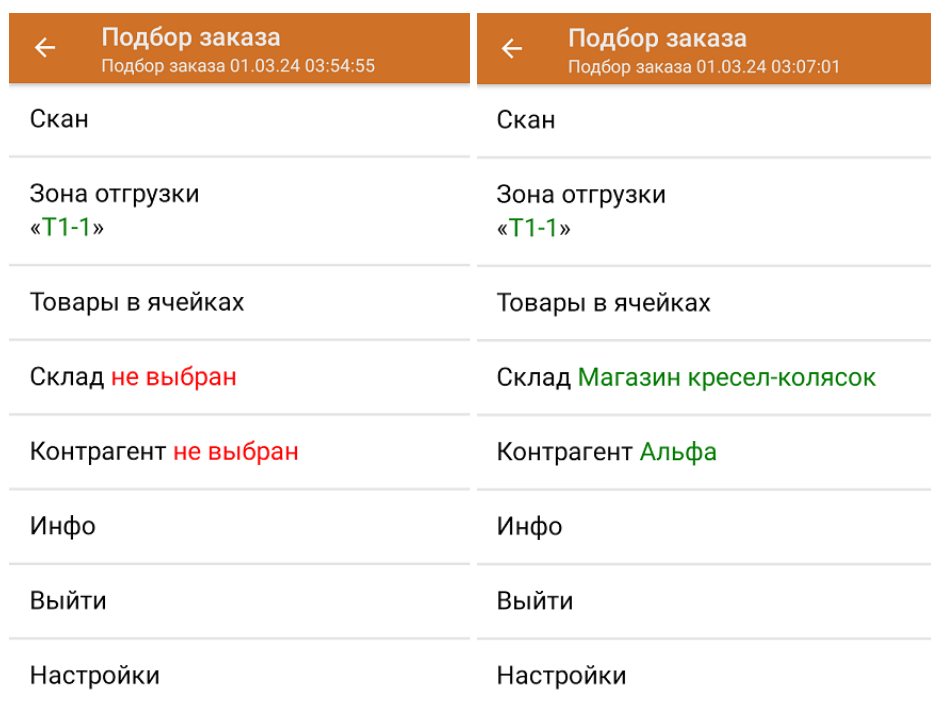 Подбор заказа
Подбор заказа 01.03.24 03:54:55
Скан
Зона отгрузки
«Т1-1»
Товары в ячейках
Склад не выбран
Контрагент не выбран
Инфо
Выйти
Настройки
Подбор заказа
Подбор заказа 01.03.24 03:07:01
Скан
Зона отгрузки
«Т1-1»
Товары в ячейках
Склад Магазин кресел-колясок
Контрагент Альфа
Инфо
Выйти
Настройки